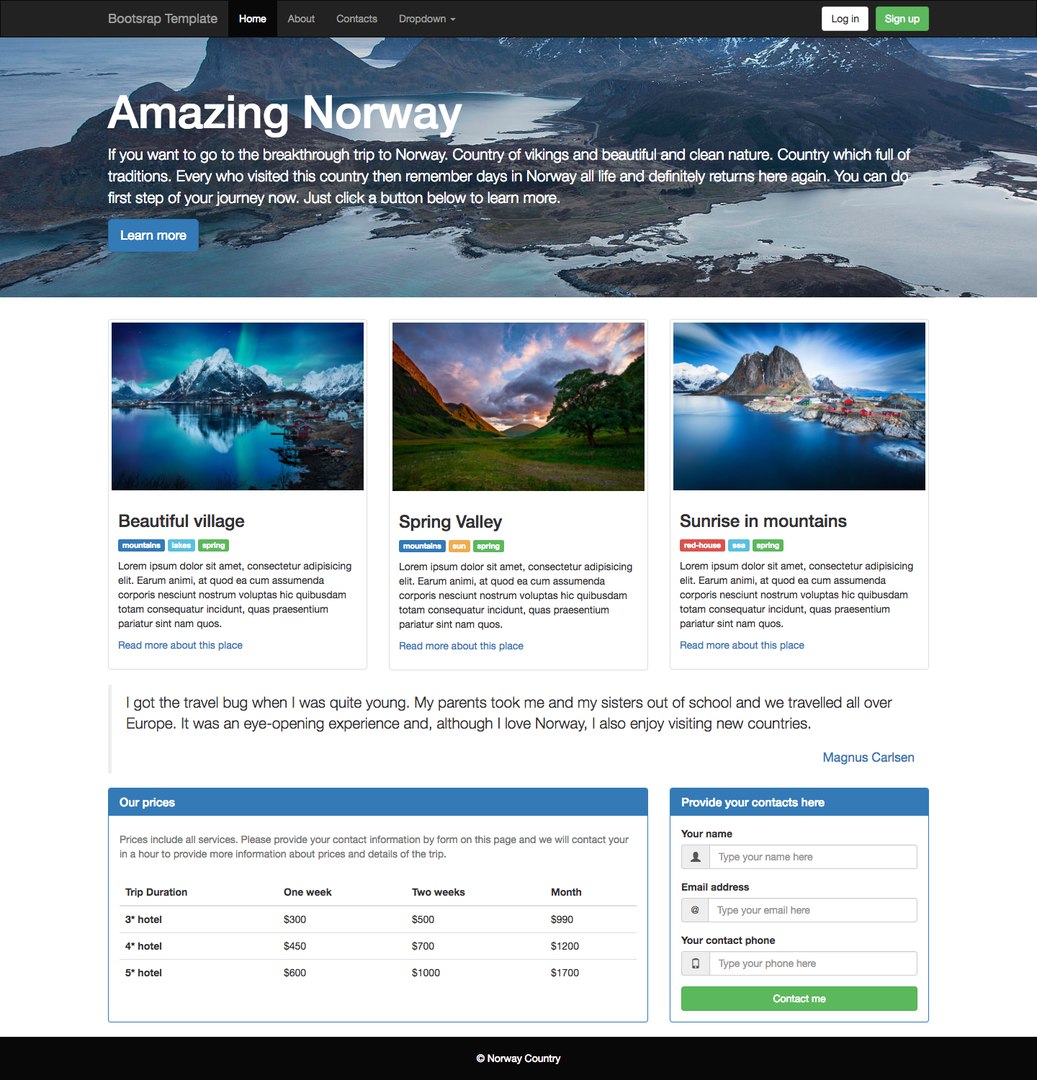 Bootsrap Template Home About Contacts Dropdown Log in Sign up
Amazing Norway
If you want to go to the breakthrough trip to Norway. Country of vikings and beautiful and clean nature. Country which full of
traditions. Every who visited this country then remember days in Norway all life and definitely returns here again. You can do
first step of your journey now. Just click a button below to learn more.
Learn more
Beautiful village
mountains lakes spring
Lorem ipsum dolor sit amet, consectetur adipisicing
elit. Earum animi, at quod ea cum assumenda
corporis nesciunt nostrum voluptas hic quibusdam
totam consequatur incidunt, quas praesentium
pariatur sint nam quos.
Read more about this place
Spring Valley
mountains sun spring
Lorem ipsum dolor sit amet, consectetur adipisicing
elit. Earum animi, at quod ea cum assumenda
corporis nesciunt nostrum voluptas hic quibusdam
totam consequatur incidunt, quas praesentium
pariatur sint nam quos.
Read more about this place
Sunrise in mountains
red-house sea spring
Lorem ipsum dolor sit amet, consectetur adipisicing
elit. Earum animi, at quod ea cum assumenda
corporis nesciunt nostrum voluptas hic quibusdam
totam consequatur incidunt, quas praesentium
pariatur sint nam quos.
Read more about this place
I got the travel bug when I was quite young. My parents took me and my sisters out of school and we travelled all over
Europe. It was an eye-opening experience and, although I love Norway, I also enjoy visiting new countries.
Magnus Carlsen
Our prices
Prices include all services. Please provide your contact information by form on this page and we will contact your
in a hour to provide more information about prices and details of the trip.
Trip Duration One week Two weeks Month
3* hotel $300 $500 $990
4* hotel $450 $700 $1200
5* hotel $600 $1000 $1700
Provide your contacts here
Your name
Type your name here
Email address
@ Type your email here
Your contact phone
Type your phone here
Contact me
© Norway Country